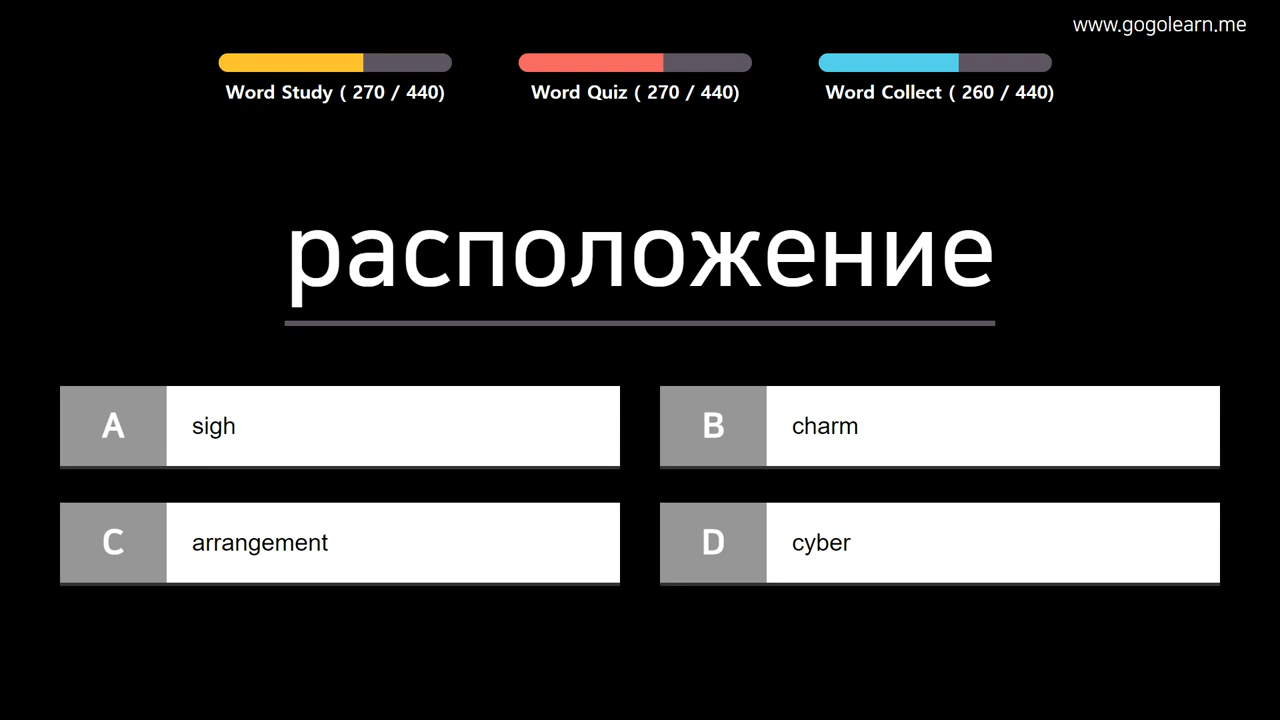 www.gogolearn.me
Word Study ( 270 / 440)
Word Quiz ( 270 / 440)
Word Collect ( 260 / 440)
расположение
A sigh
B charm
C arrangement
D cyber